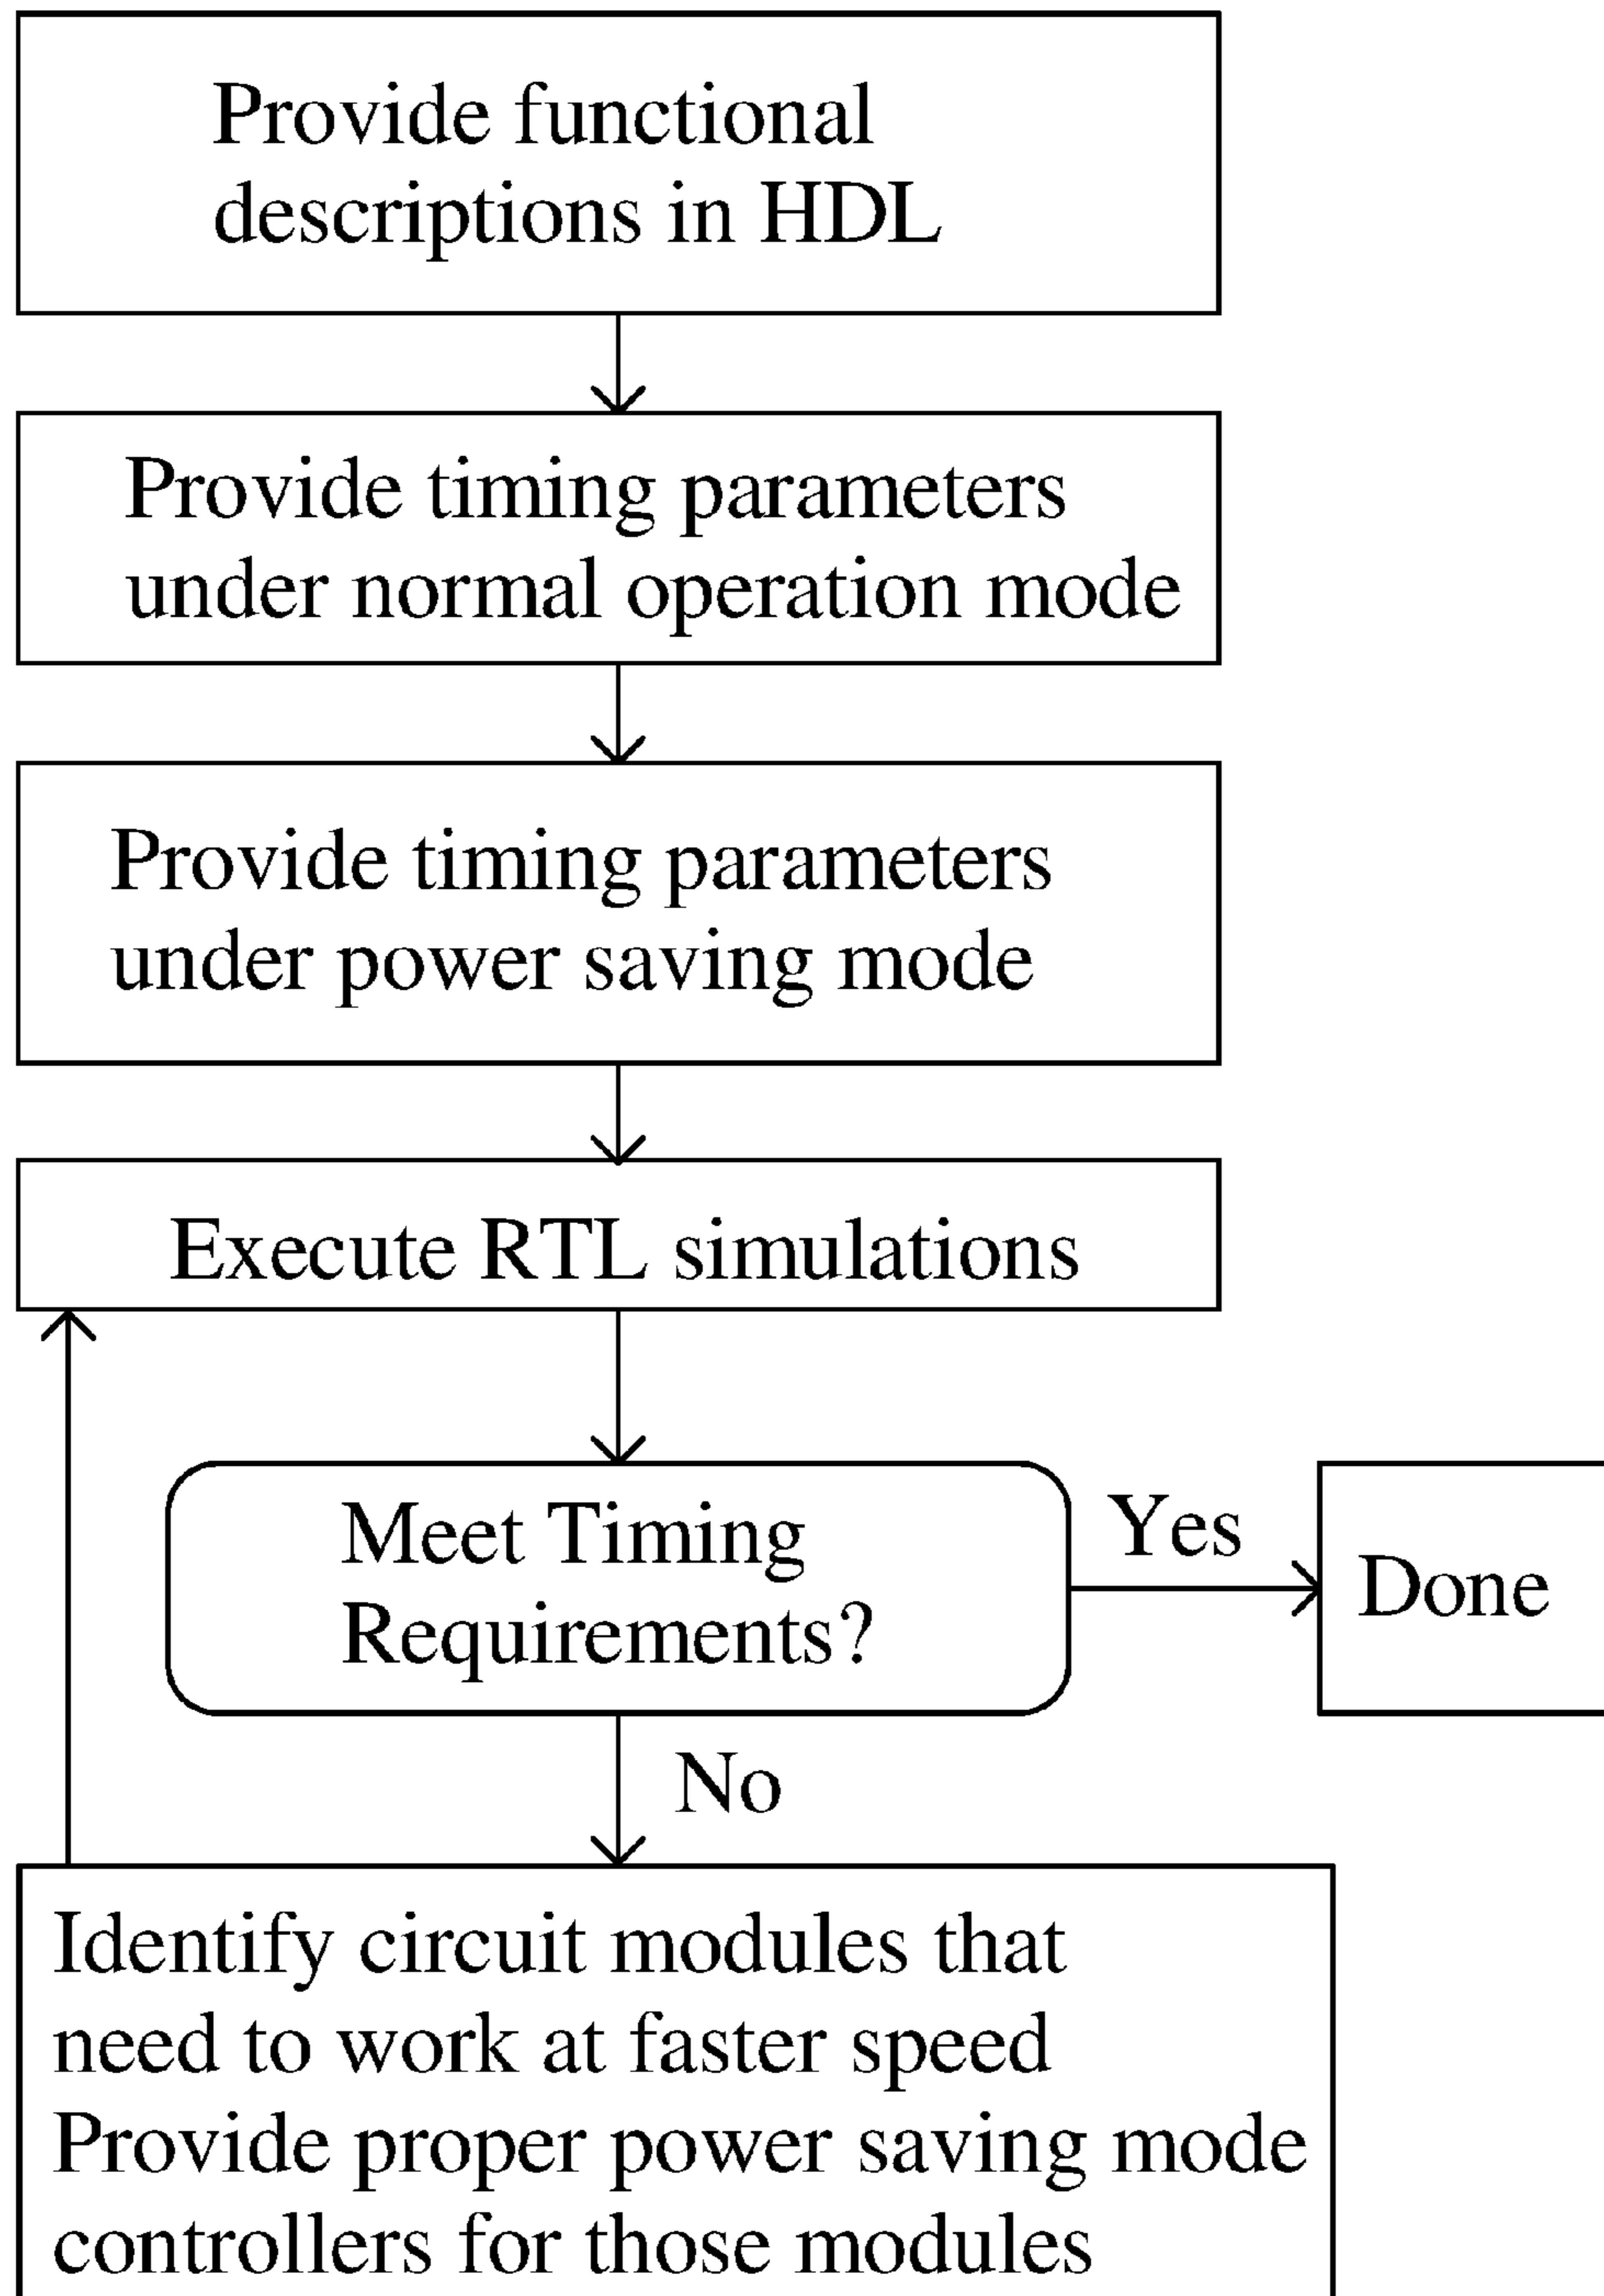 Provide functional
descriptions in HDL
Provide timing parameters
under normal operation mode
Provide timing parameters
under power saving mode
Execute RTL simulations
Meet Timing
Requirements?
Yes
Done
No
Identify circuit modules that
need to work at faster speed
Provide proper power saving mode
controllers for those modules